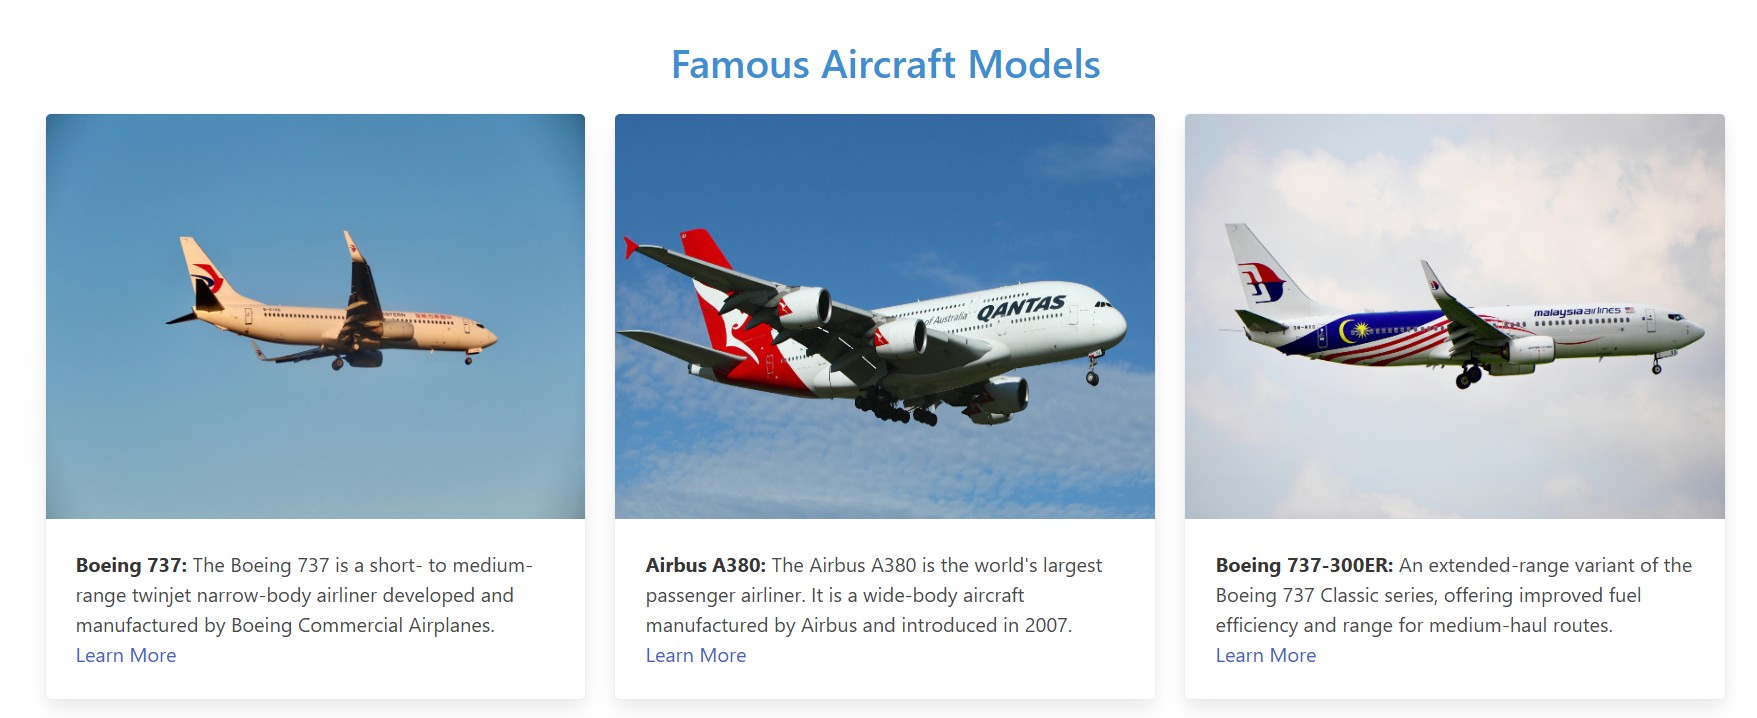 Famous Aircraft Models
QANTAS
of Australia
malaysia airlines
Boeing 737: The Boeing 737 is a short- to medium-
range twinjet narrow-body airliner developed and
manufactured by Boeing Commercial Airplanes.
Learn More
Airbus A380: The Airbus A380 is the world's largest
passenger airliner. It is a wide-body aircraft
manufactured by Airbus and introduced in 2007.
Learn More
Boeing 737-300ER: An extended-range variant of the
Boeing 737 Classic series, offering improved fuel
efficiency and range for medium-haul routes.
Learn More